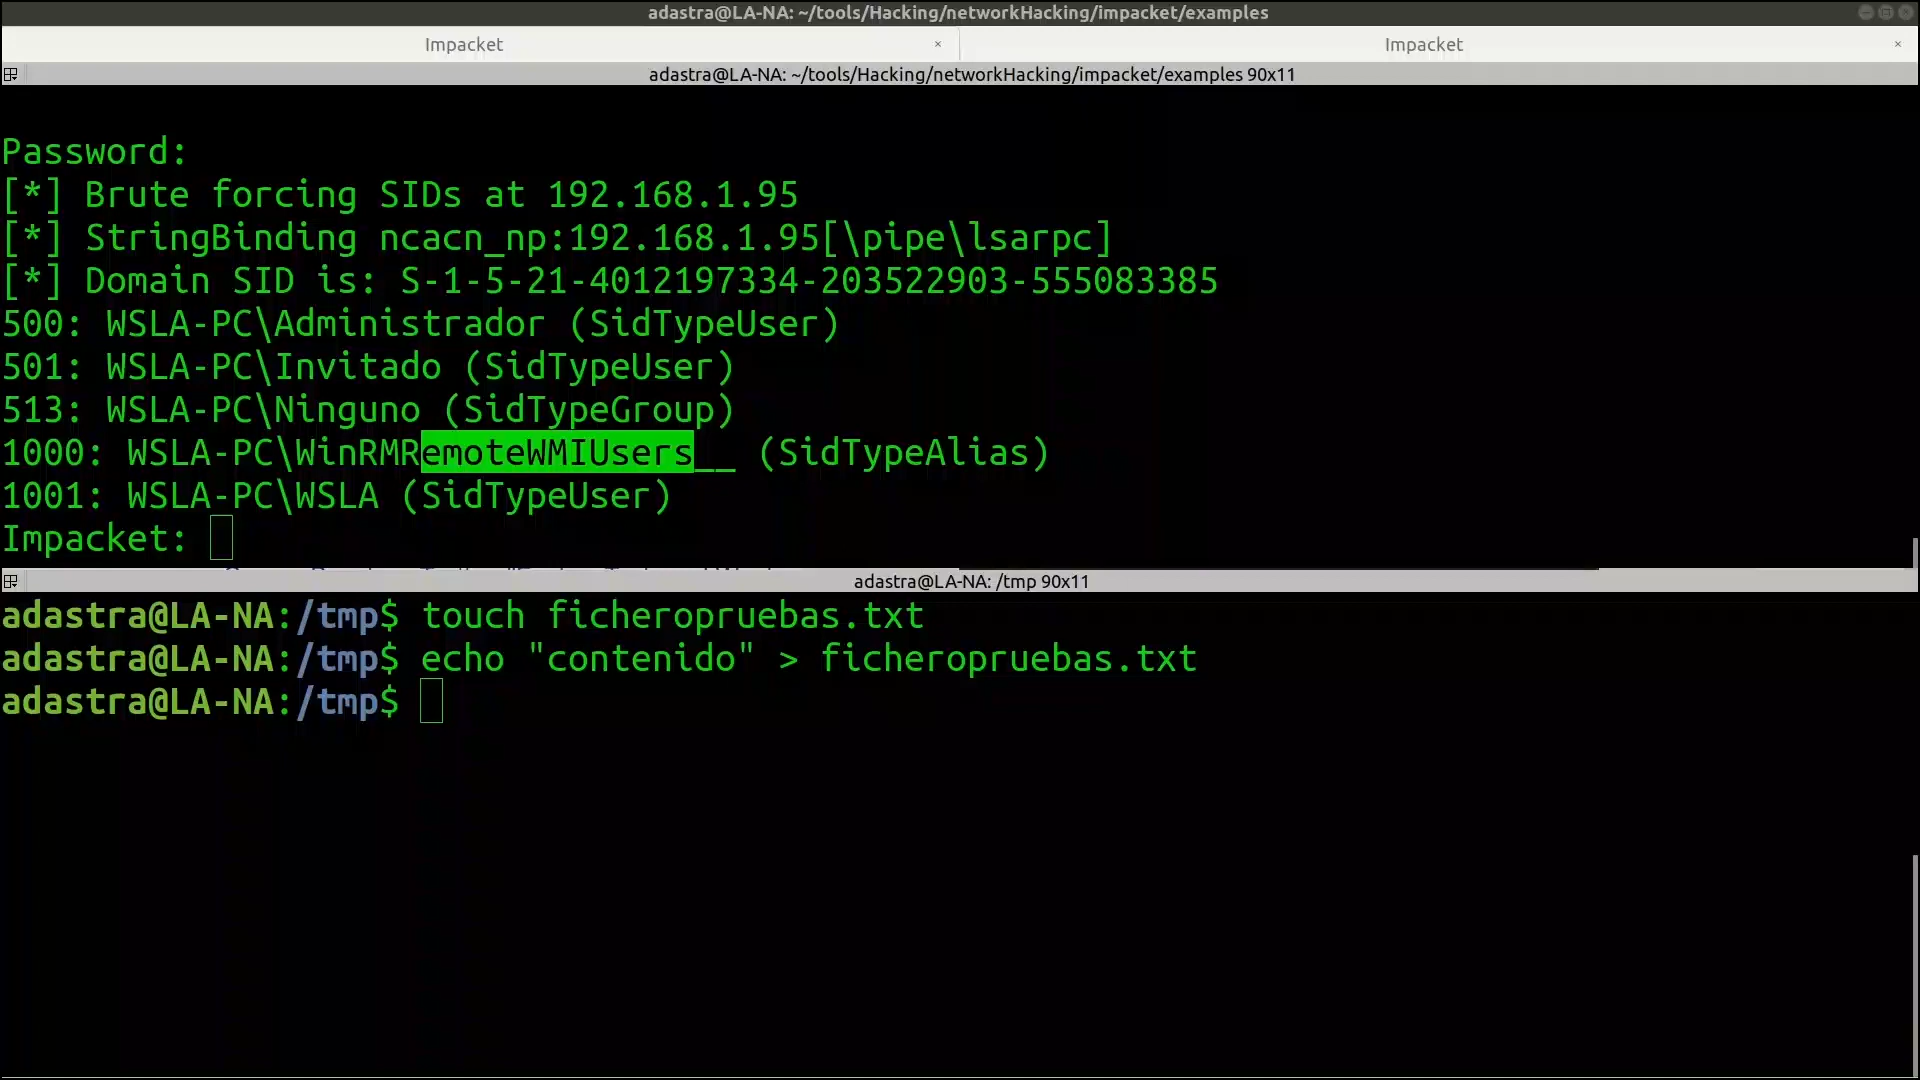 adastra@LA-NA: ~/tools/Hacking/networkHacking/impacket/examples
Impacket × Impacket ×
adastra@LA-NA: ~/tools/Hacking/networkHacking/impacket/examples 90x11
Password:
[*] Brute forcing SIDs at 192.168.1.95
[*] StringBinding ncacn_np:192.168.1.95[\pipe\lsarpc]
[*] Domain SID is: S-1-5-21-4012197334-203522903-555083385
500: WSLA-PC\Administrador (SidTypeUser)
501: WSLA-PC\Invitado (SidTypeUser)
513: WSLA-PC\Ninguno (SidTypeGroup)
1000: WSLA-PC\WinRMRemoteWMIUsers__ (SidTypeAlias)
1001: WSLA-PC\WSLA (SidTypeUser)
Impacket:
adastra@LA-NA: /tmp 90x11
adastra@LA-NA:/tmp$ touch ficheropruebas.txt
adastra@LA-NA:/tmp$ echo "contenido" > ficheropruebas.txt
adastra@LA-NA:/tmp$